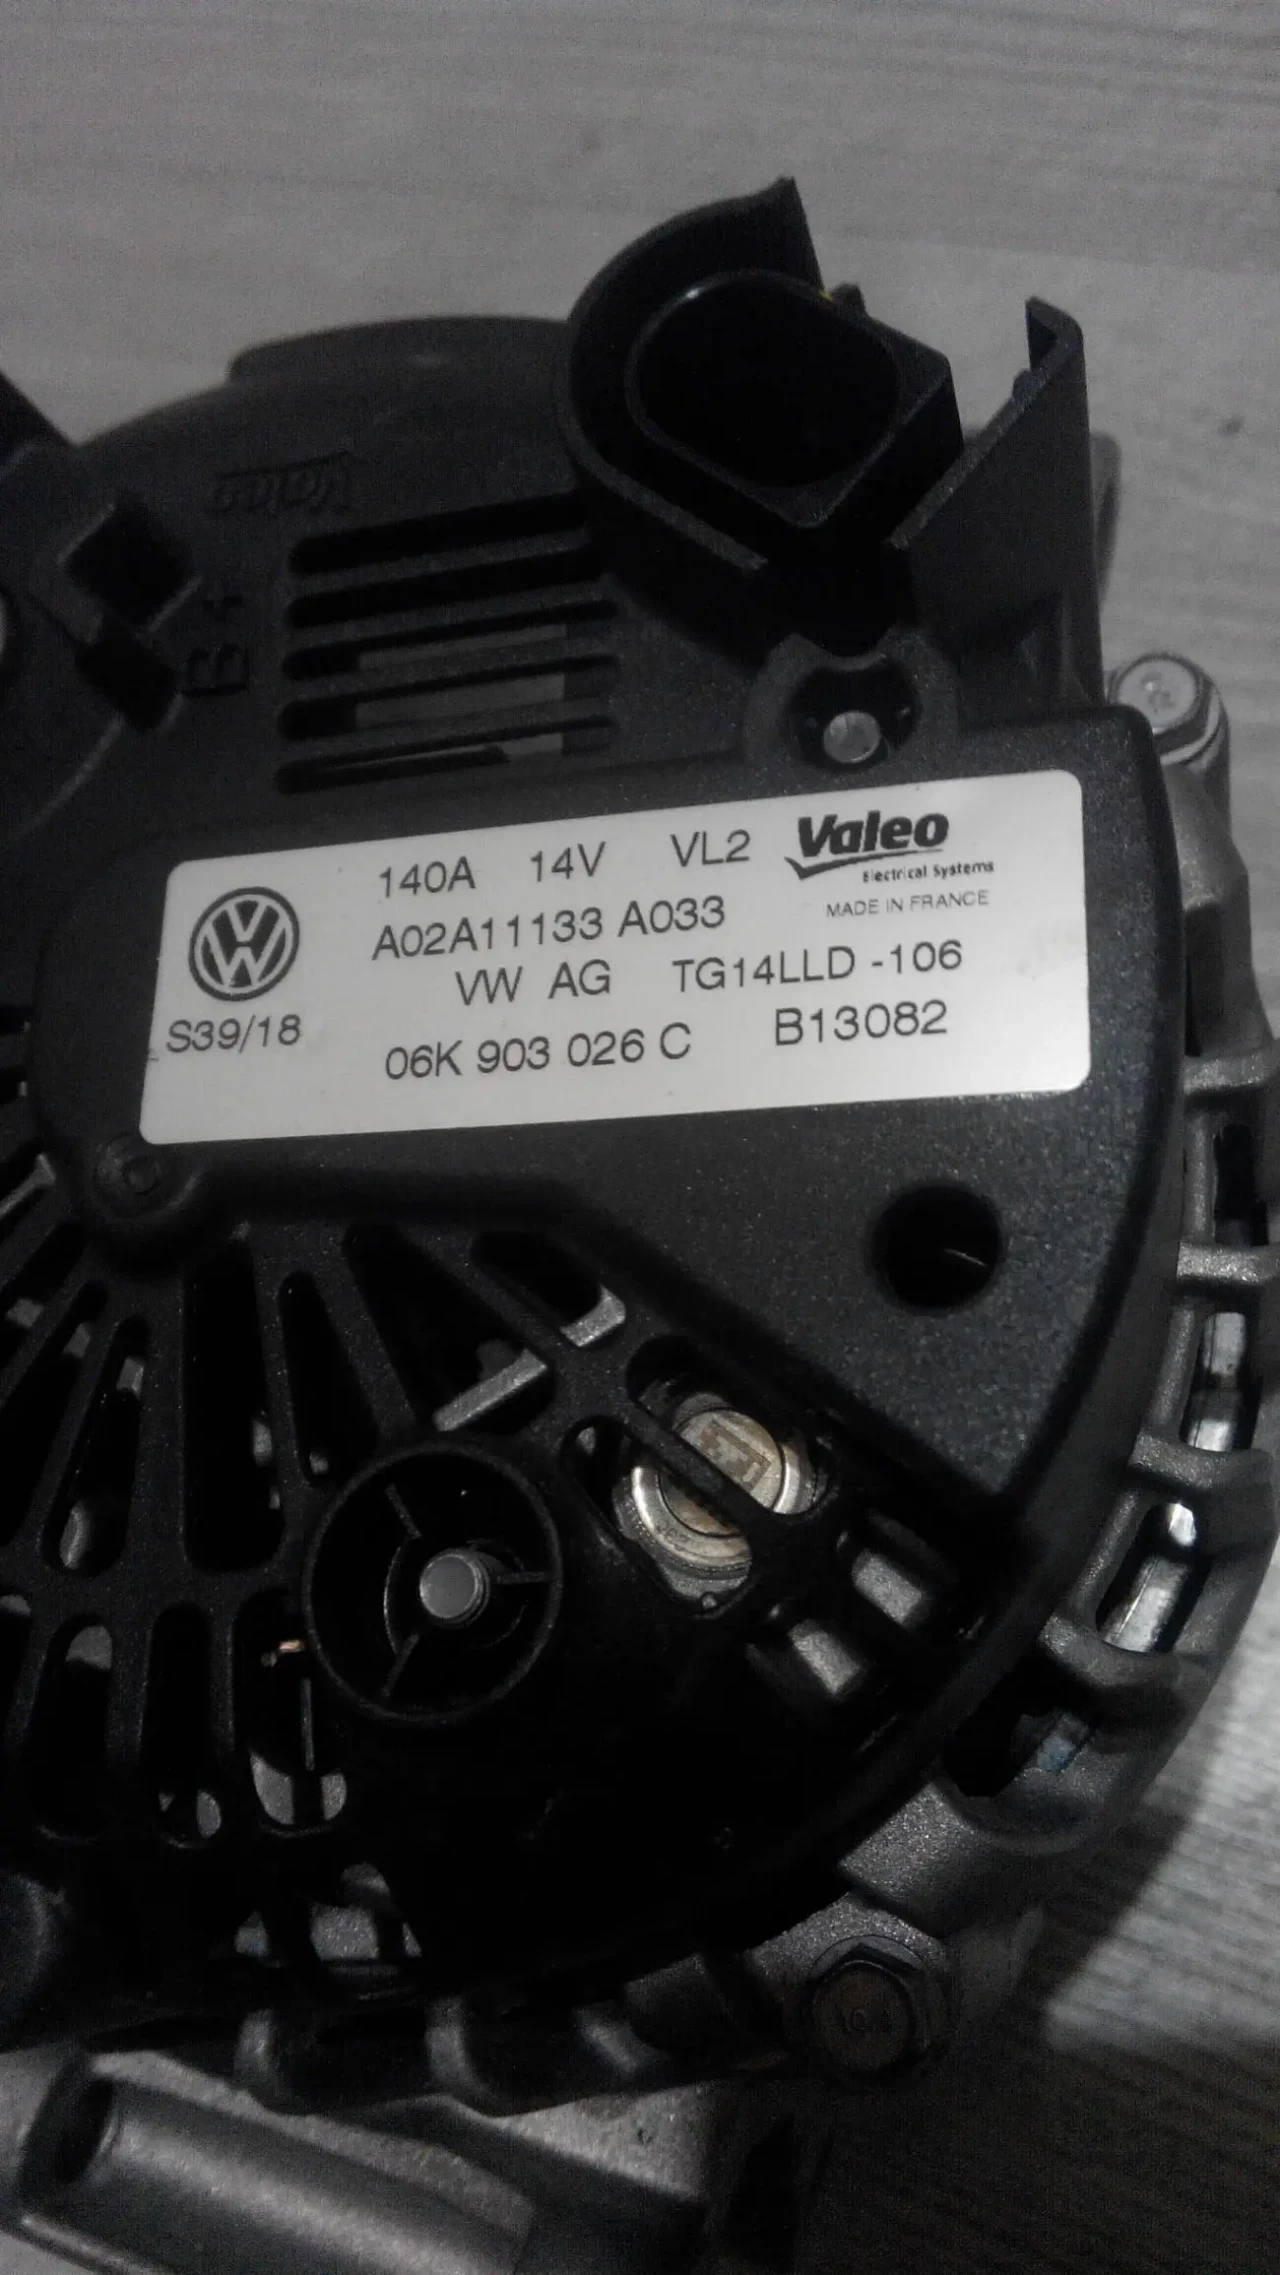 Valeo
B+
140A 14V VL2 Valeo
Electrical Systems
A02A11133 A033 MADE IN FRANCE
VW AG TG14LLD -106
S39/18
06K 903 026 C B13082